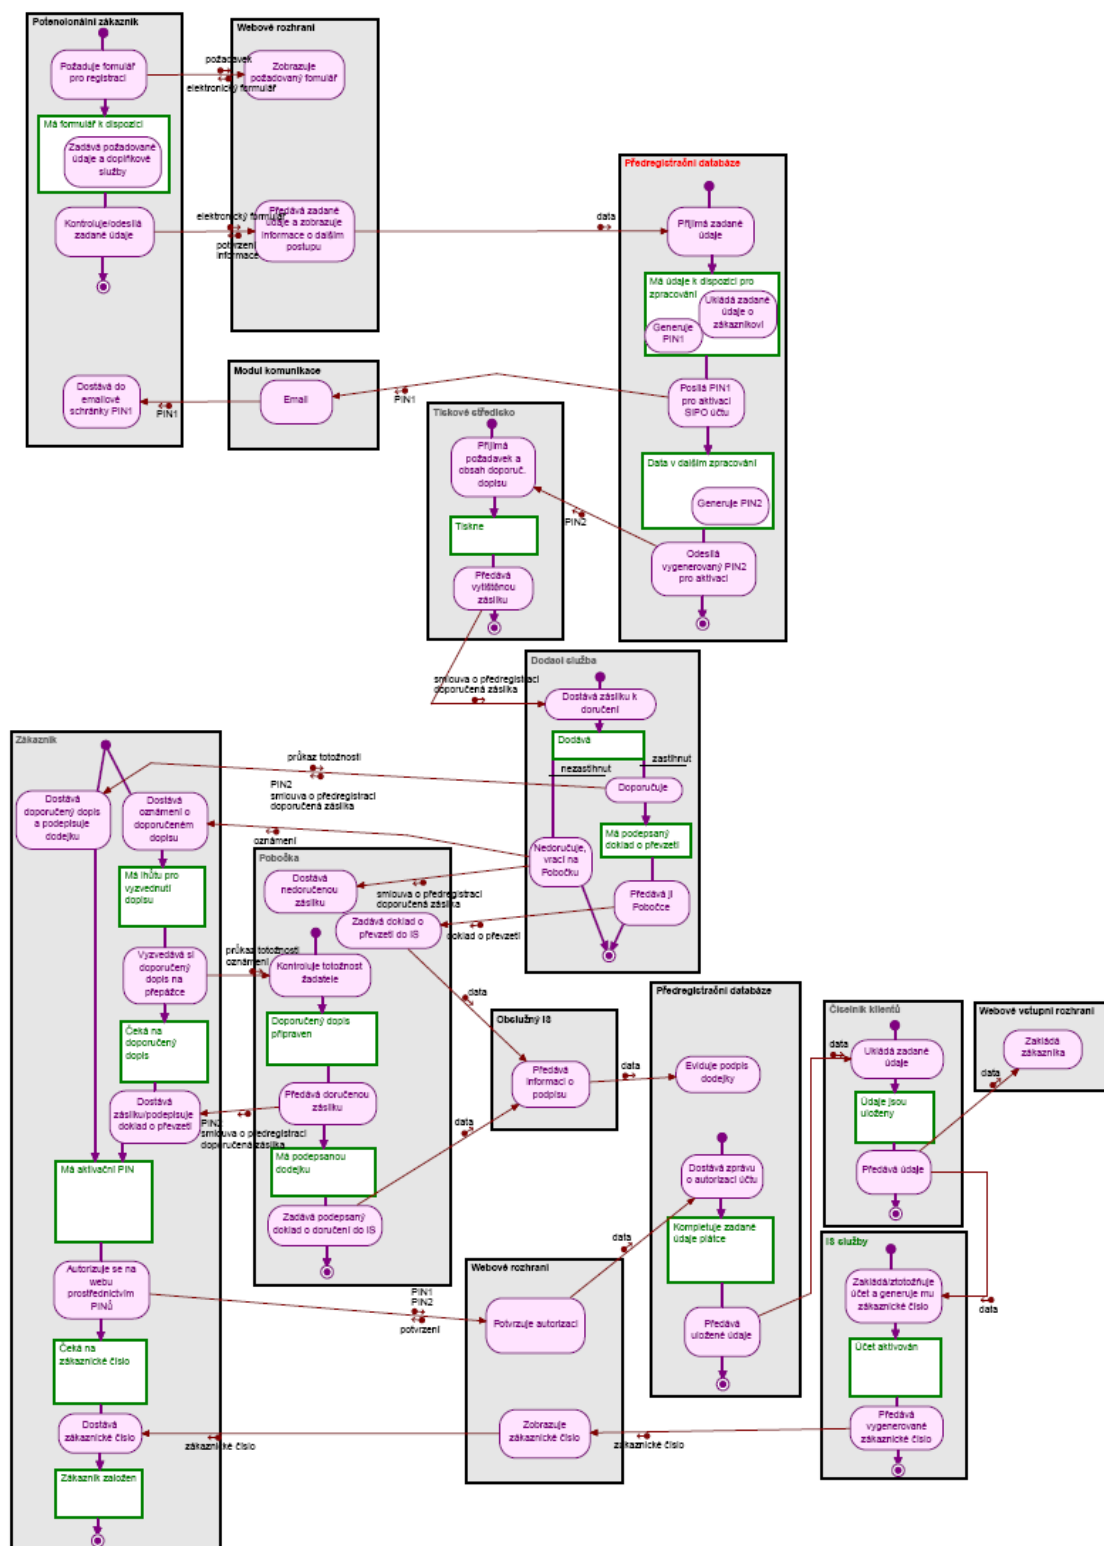 Potencionální zákazník
Požaduje fomulář
pro registraci
Má formulář k dispozici
Zadává požadované
údaje a doplňkové
služby
Kontroluje/odesílá
zadané údaje
Dostává do
emailové
schránky PIN1
požadavek
elektronický formulář
elektronický formulář
potvrzení
informace
PIN1
Webové rozhraní
Zobrazuje
požadovaný fomulář
Předává zadané
údaje a zobrazuje
informace o dalším
postupu
Modul komunikace
Email
data
PIN1
Předregistrační databáze
Přijímá zadané
údaje
Má údaje k dispozici pro
zpracování
Ukládá zadané
údaje o
zákazníkovi
Generuje
PIN1
Posílá PIN1
pro aktivaci
SIPO účtu
Data v dalším zpracování
Generuje PIN2
Odesílá
vygenerovaný PIN2
pro aktivaci
PIN2
Tiskové středisko
Přijímá
požadavek a
obsah doporuč.
dopisu
Tiskne
Předává
vytištěnou
zásilku
smlouva o předregistraci
doporučená zásilka
Dodací služba
Dostává zásilku k
doručení
Dodává
zastihnut
nezastihnut
Doporučuje
Má podepsaný
doklad o převzetí
Nedoručuje,
vrací na
Pobočku
Předává ji
Pobočce
průkaz totožnosti
PIN2
smlouva o předregistraci
doporučená zásilka
oznámení
smlouva o předregistraci
doporučená zásilka
doklad o převzetí
Zákazník
Dostává
doporučený dopis
a podepisuje
dodejku
Dostává
oznámení o
doporučeném
dopisu
Má lhůtu pro
vyzvednutí
dopisu
Vyzvedává si
doporučený
dopis na
přepážce
Čeká na
doporučený
dopis
Dostává
zásilku/podepisuje
doklad o převzetí
Má aktivační PIN
Autorizuje se na
webu
prostřednictvím
PINů
Čeká na
zákaznické číslo
Dostává
zákaznické číslo
Zákazník založen
průkaz totožnosti
oznámení
PIN2
smlouva o předregistraci
doporučená zásilka
Pobočka
Dostává
nedoručenou
zásilku
Zadává doklad o
převzetí do IS
Kontroluje totožnost
žadatele
Doporučený dopis
připraven
Předává doručenou
zásilku
Má podepsanou
dodejku
Zadává podepsaný
doklad o doručení do IS
data
data
Obslužný IS
Předává
informaci o
podpisu
data
Předregistrační databáze
Eviduje podpis
dodejky
Dostává zprávu
o autorizaci účtu
Kompletuje zadané
údaje plátce
Předává
uložené údaje
data
PIN1
PIN2
potvrzení
Webové rozhraní
Potvrzuje autorizaci
Zobrazuje
zákaznické číslo
zákaznické číslo
zákaznické číslo
data
Číselník klientů
Ukládá zadané
údaje
Údaje jsou
uloženy
Předává údaje
data
Webové vstupní rozhraní
Zakládá
zákazníka
data
IS služby
Zakládá/ztotožňuje
účet a generuje mu
zákaznické číslo
Účet aktivován
Předává
vygenerované
zákaznické číslo